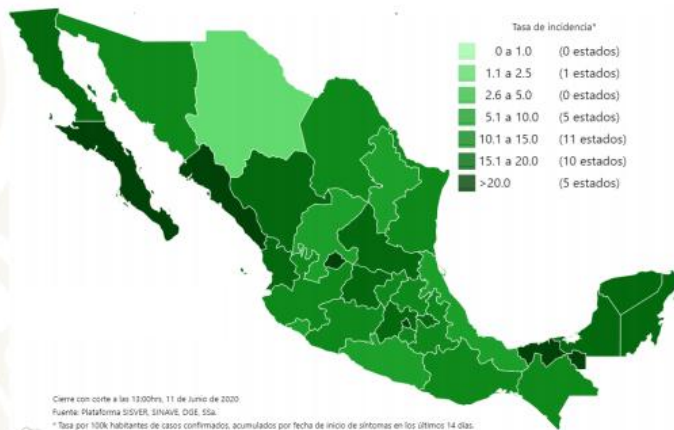 Tasa de incidencia*
0 a 1.0 (0 estados)
1.1 a 2.5 (1 estados)
2.6 a 5.0 (0 estados)
5.1 a 10.0 (5 estados)
10.1 a 15.0 (11 estados)
15.1 a 20.0 (10 estados)
>20.0 (5 estados)
Cierre con corte a las 13:00hrs, 11 de Junio de 2020
Fuente: Plataforma SISVER, SINAVE, DGE, SSa.
* Tasa por 100k habitantes de casos confirmados, acumulados por fecha de inicio de síntomas en los últimos 14 días.